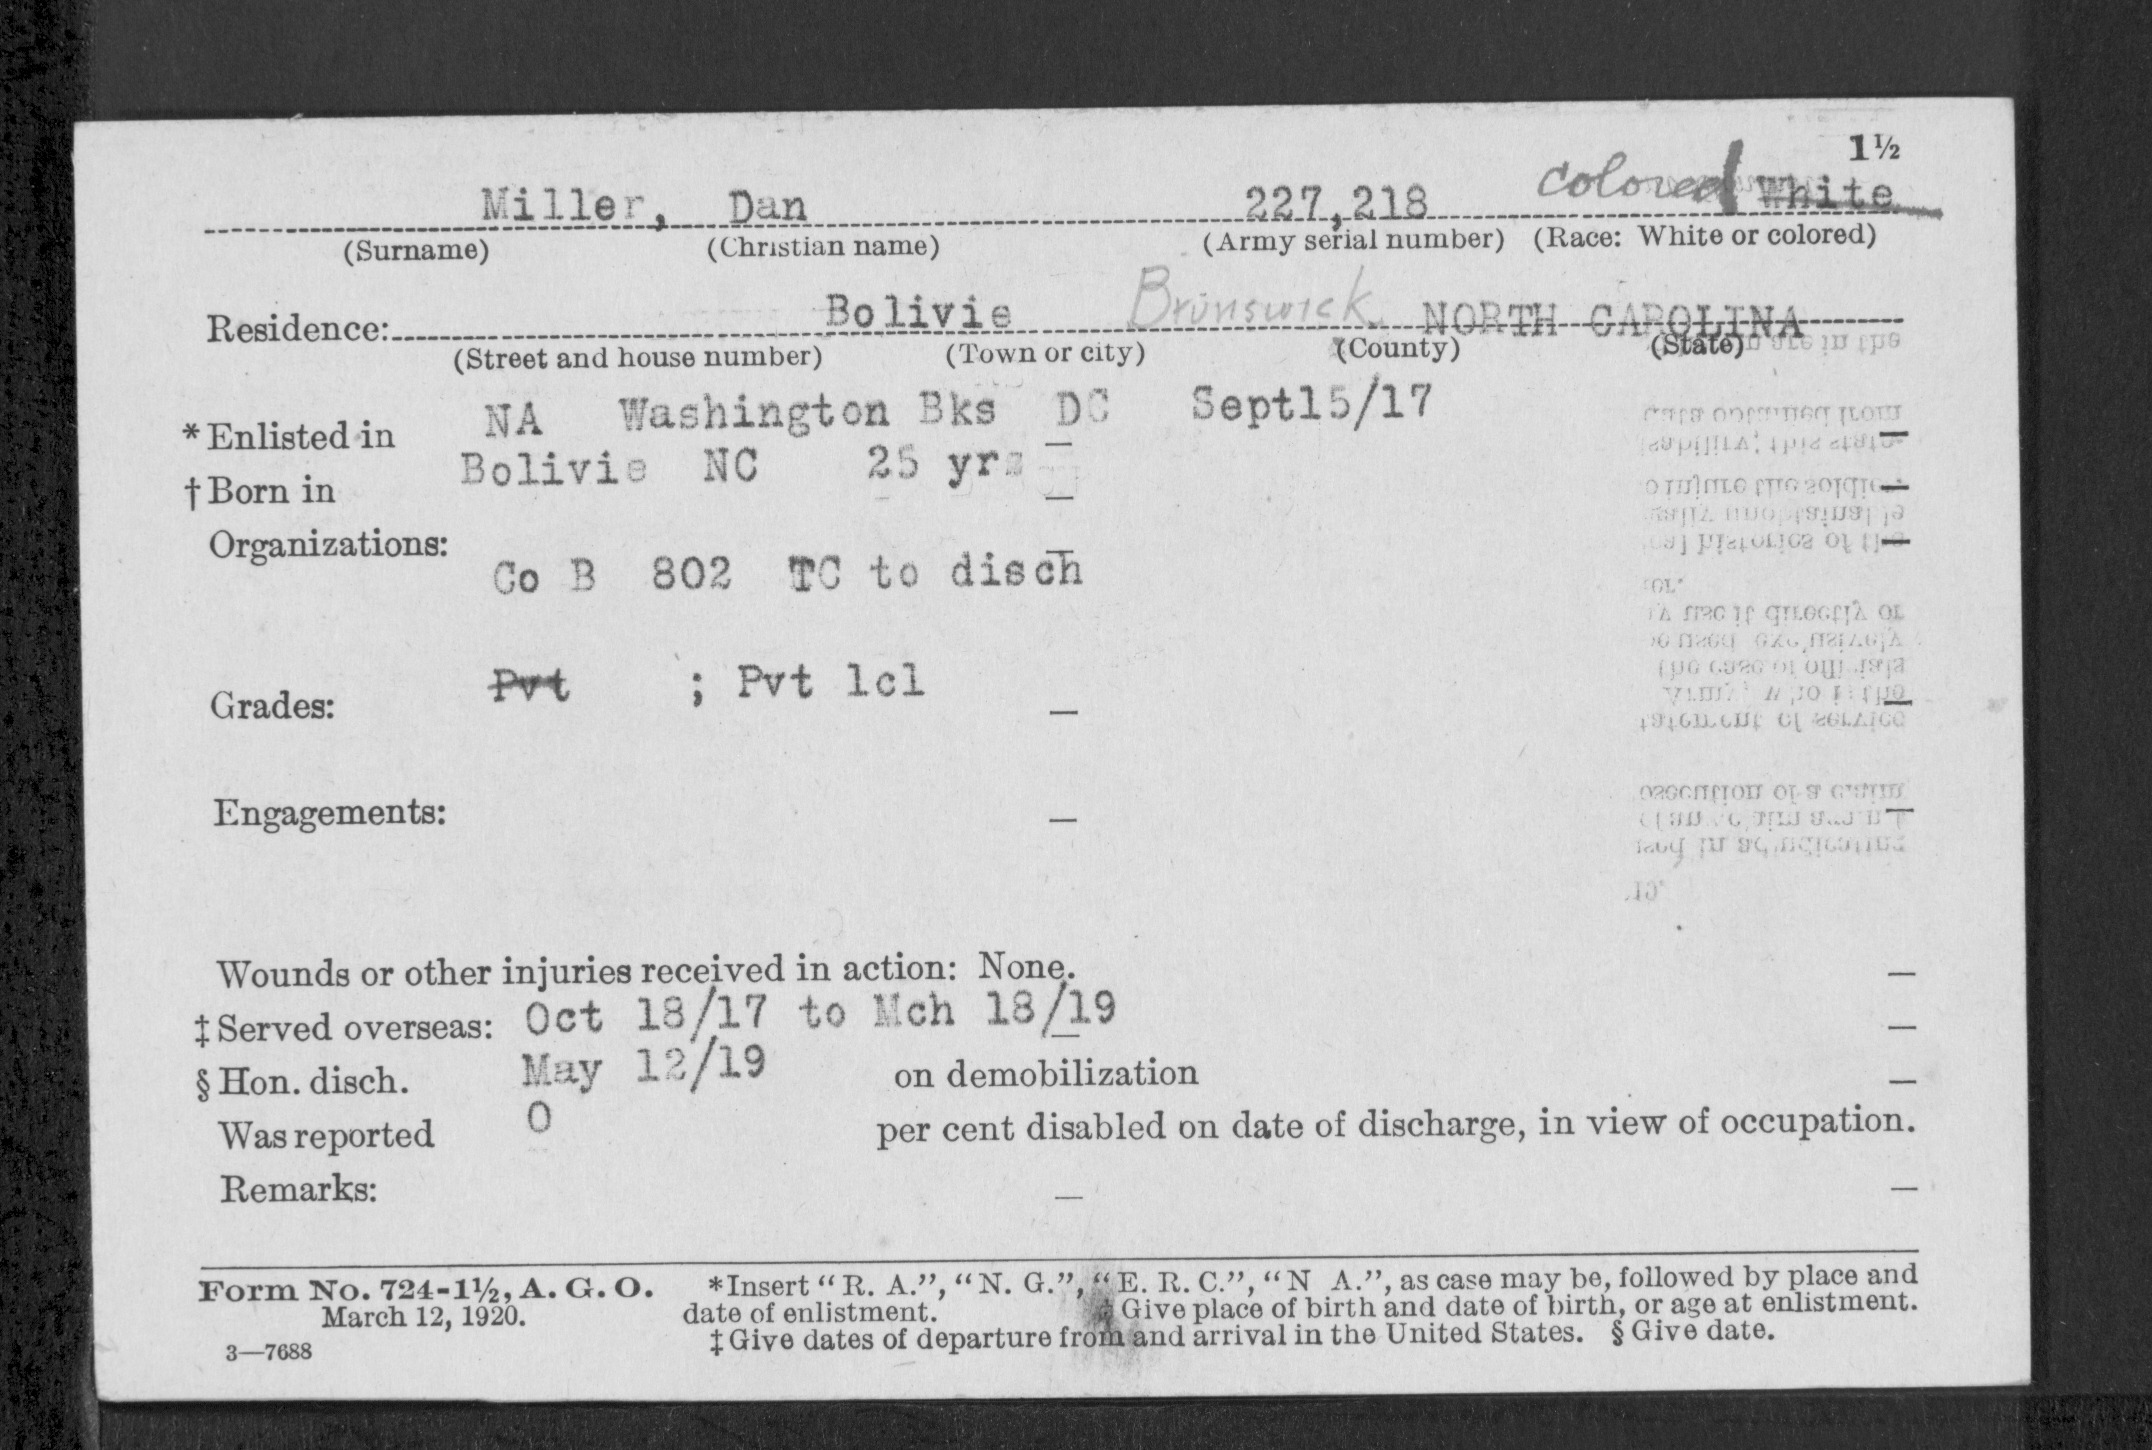 1½
Miller, Dan 227,218 colored White
(Surname) (Christian name) (Army serial number) (Race: White or colored)
Residence: Bolivie Brunswick NORTH CAROLINA
(Street and house number) (Town or city) (County) (State)
*Enlisted in NA Washington Bks DC Sept15/17
†Born in Bolivie NC 25 yrs
Organizations:
Co B 802 TC to disch
Grades: Pvt ; Pvt 1cl
Engagements:
Wounds or other injuries received in action: None.
‡Served overseas: Oct 18/17 to Mch 18/19
§Hon. disch. May 12/19 on demobilization
Was reported 0 per cent disabled on date of discharge, in view of occupation.
Remarks:
Form No. 724-1½, A. G. O. *Insert "R. A.", "N. G.", "E. R. C.", "N A.", as case may be, followed by place and
March 12, 1920. date of enlistment. † Give place of birth and date of birth, or age at enlistment.
3—7688 ‡Give dates of departure from and arrival in the United States. § Give date.